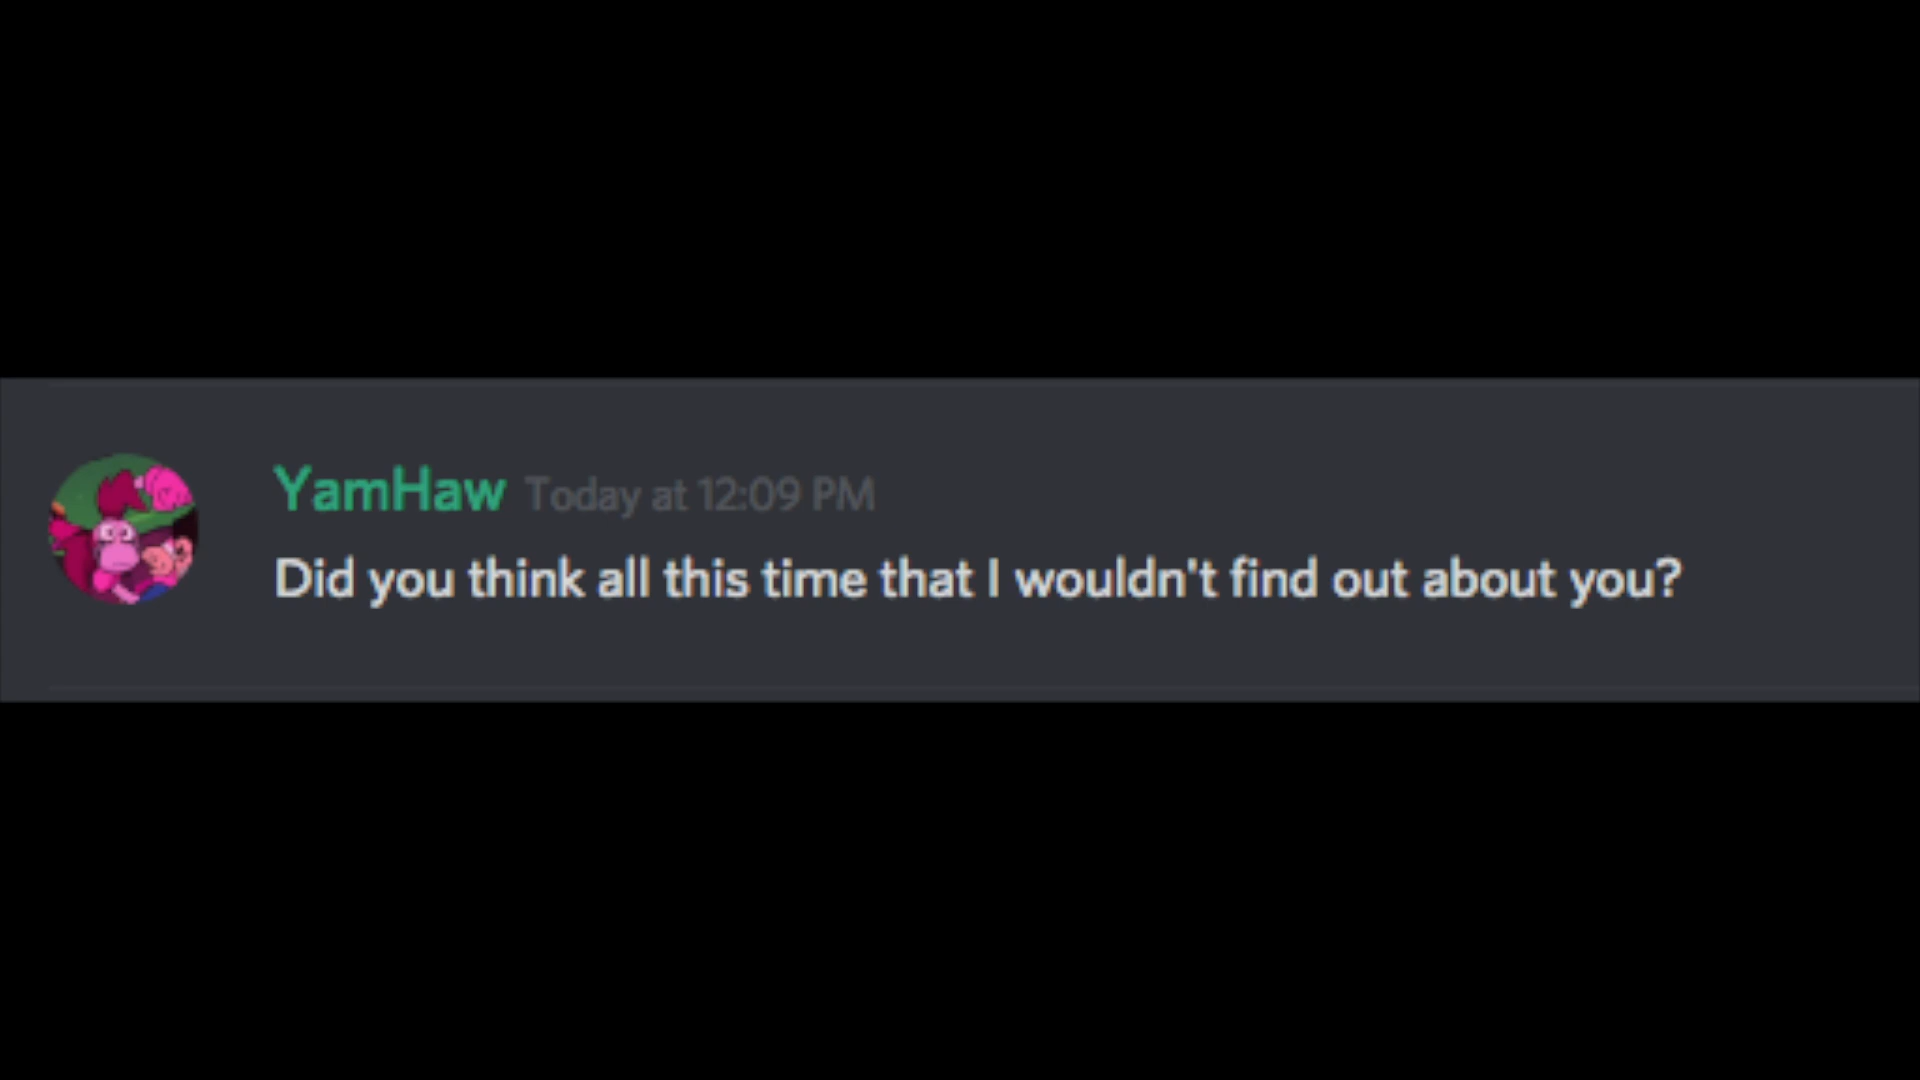 YamHaw Today at 12:09 PM
Did you think all this time that I wouldn't find out about you?